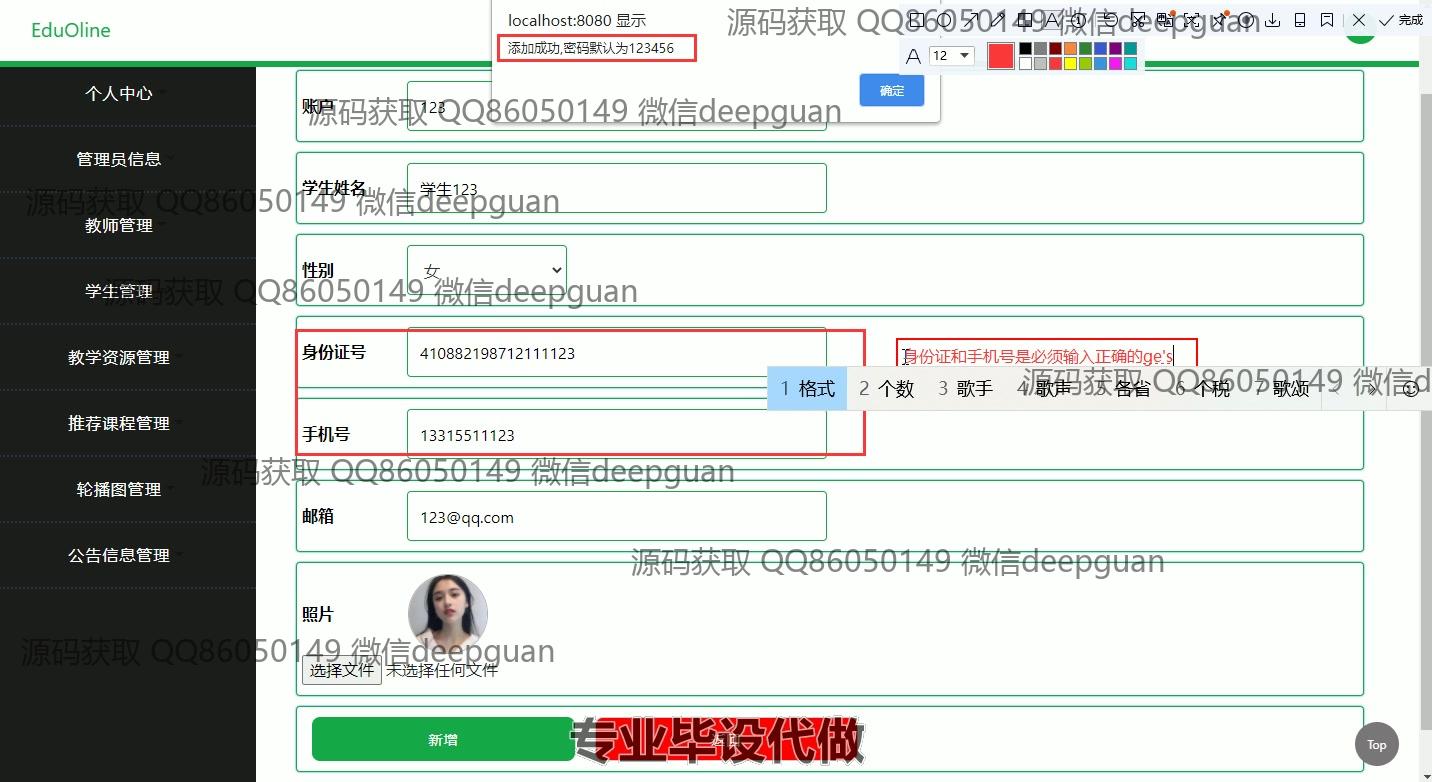 EduOline
localhost:8080 显示
添加成功,密码默认为123456
确定
源码获取 QQ86050149 微信deepguan
A 12
完成
个人中心
管理员信息
教师管理
学生管理
教学资源管理
推荐课程管理
轮播图管理
公告信息管理
账户 123
源码获取 QQ86050149 微信deepguan
学生姓名 学生123
源码获取 QQ86050149 微信deepguan
性别 女
源码获取 QQ86050149 微信deepguan
身份证号 410882198712111123
身份证和手机号是必须输入正确的ge's
1 格式 2 个数 3 歌手 4 歌声 5 各省 6 个税 7 歌颂
源码获取 QQ86050149 微信d
手机号 13315511123
源码获取 QQ86050149 微信deepguan
邮箱 123@qq.com
源码获取 QQ86050149 微信deepguan
照片
源码获取 QQ86050149 微信deepguan
选择文件 未选择任何文件
新增
返回
专业毕设代做
Top